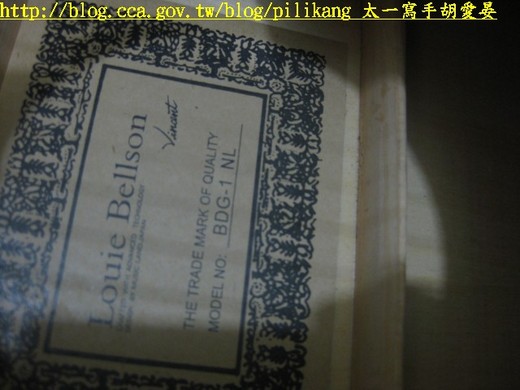 http://blog.cca.gov.tw/blog/pilikang 太一寫手胡愛晏
Louie Bellson
Vincent
THE TRADE MARK OF QUALITY
MODEL NO: BDG-1 NL